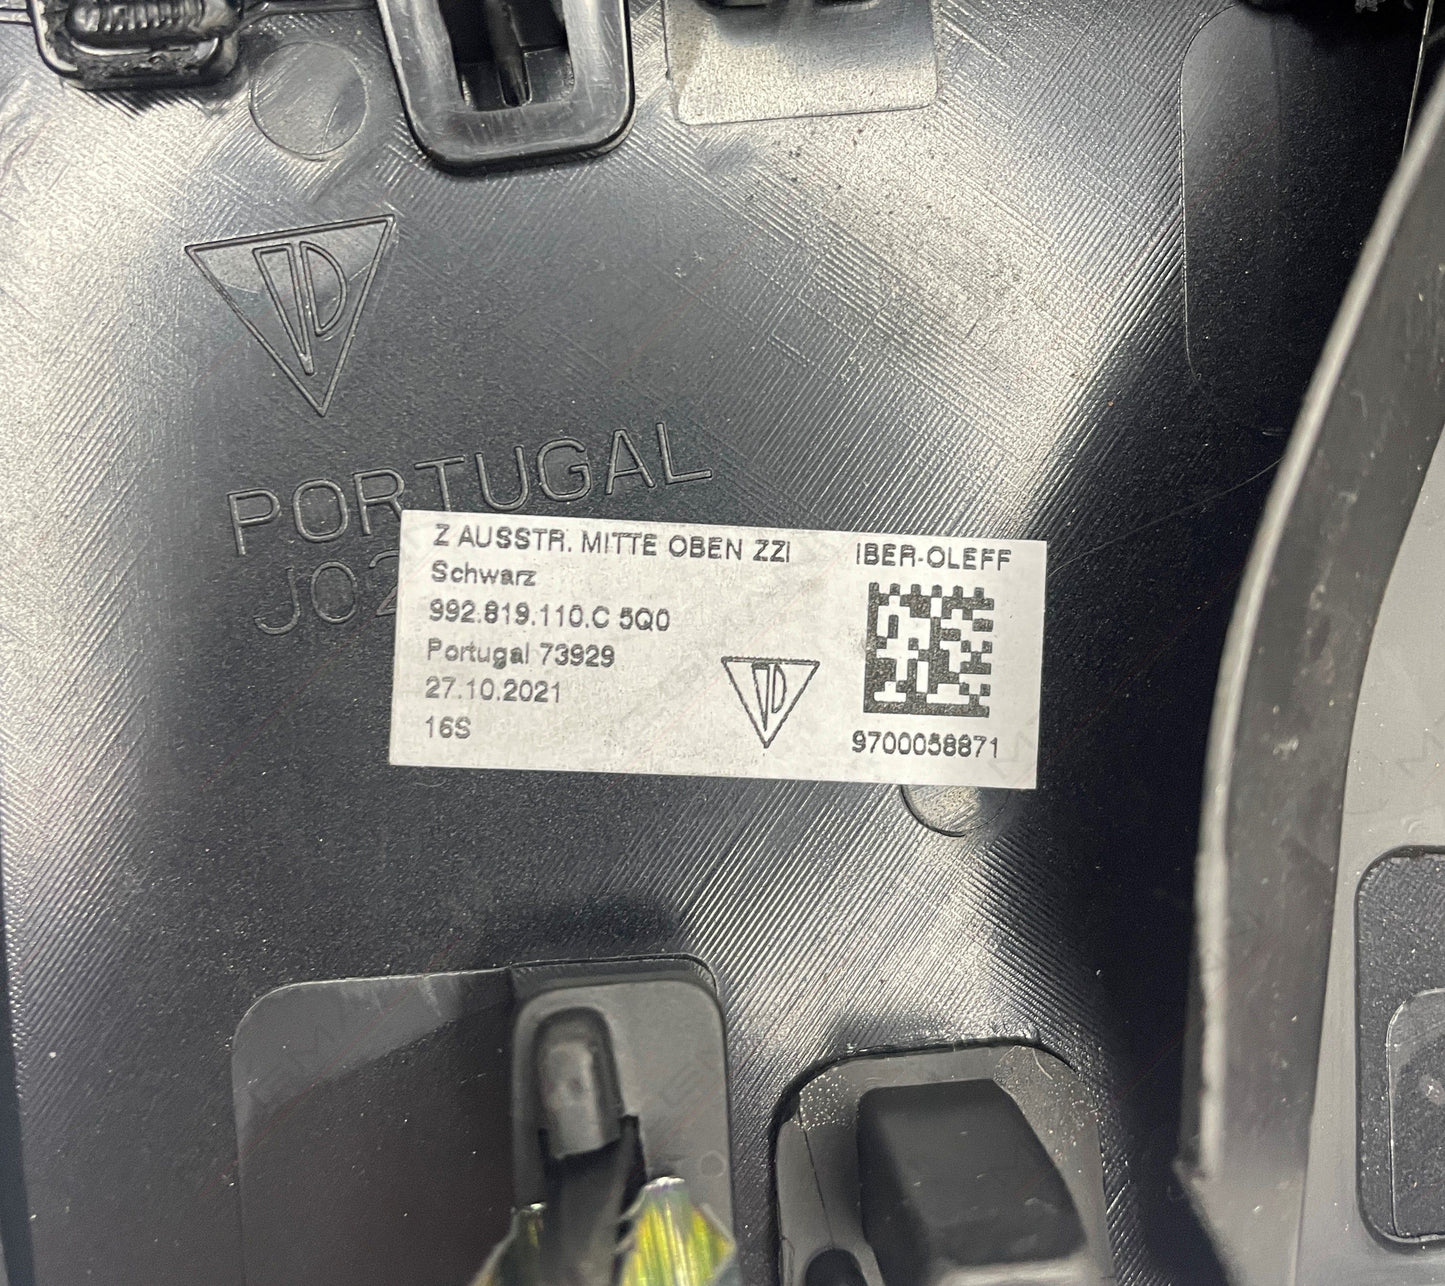 PORTUGAL
Z AUSSTR. MITTE OBEN ZZI
Schwarz
992.819.110.C 5Q0
Portugal 73929
27.10.2021
16S
IBER-OLEFF
9700058871